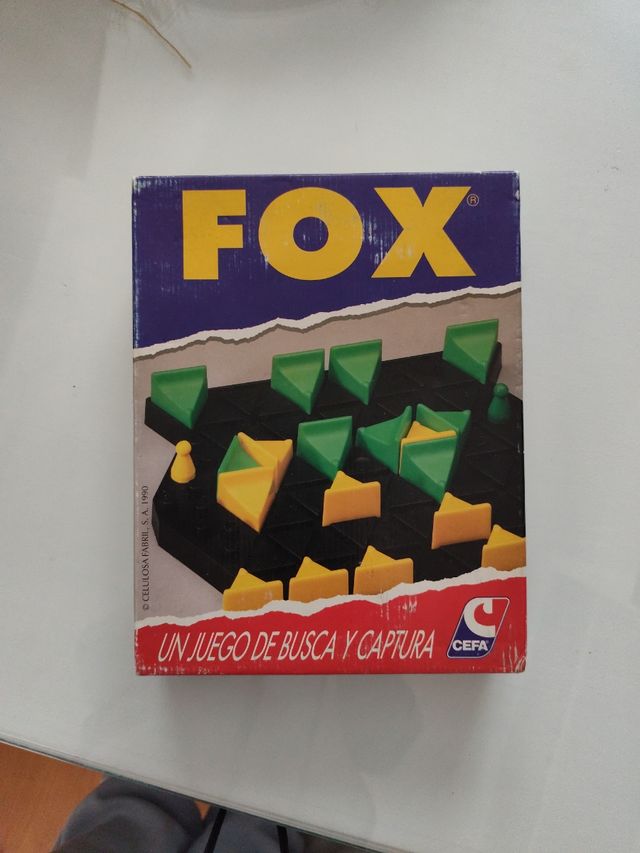 FOX®
© CELULOSA FABRIL, S. A. 1990
UN JUEGO DE BUSCA Y CAPTURA
CEFA